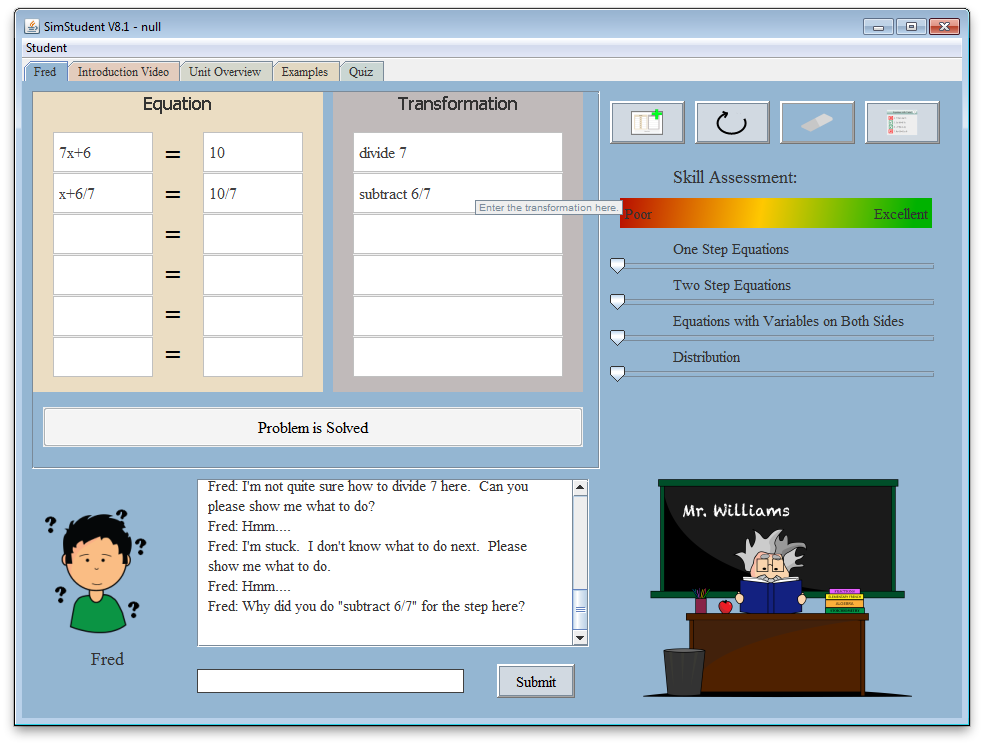 SimStudent V8.1 - null
Student
Fred
Introduction Video
Unit Overview
Examples
Quiz
Equation
Transformation
7x+6
=
10
divide 7
x+6/7
=
10/7
subtract 6/7
Enter the transformation here.
=
=
=
=
Problem is Solved
Skill Assessment:
Poor
Excellent
One Step Equations
Two Step Equations
Equations with Variables on Both Sides
Distribution
Fred: I'm not quite sure how to divide 7 here. Can you
please show me what to do?
Fred: Hmm....
Fred: I'm stuck. I don't know what to do next. Please
show me what to do.
Fred: Hmm....
Fred: Why did you do "subtract 6/7" for the step here?
? ? ? ? ?
Fred
Submit
Mr. Williams
ALGEBRA